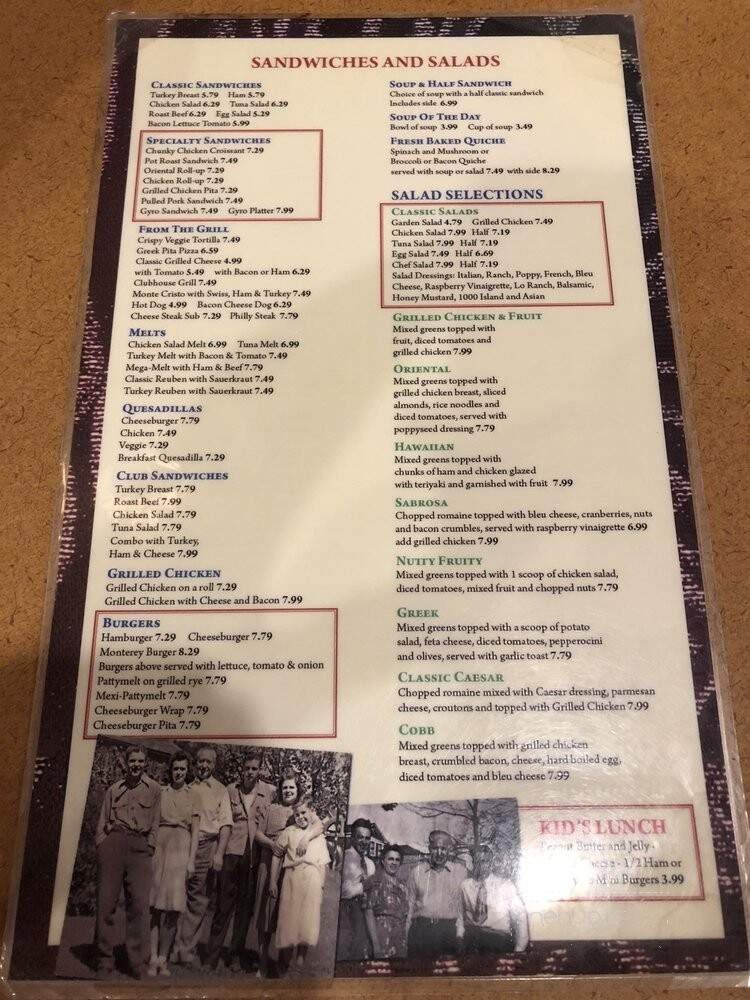 SANDWICHES AND SALADS
CLASSIC SANDWICHES
Turkey Breast 5.79 Ham 5.79
Chicken Salad 6.29 Tuna Salad 6.29
Roast Beef 6.29 Egg Salad 5.29
Bacon Lettuce Tomato 5.99
SPECIALTY SANDWICHES
Chunky Chicken Croissant 7.29
Pot Roast Sandwich 7.49
Oriental Roll-up 7.29
Chicken Roll-up 7.29
Grilled Chicken Pita 7.29
Pulled Pork Sandwich 7.49
Gyro Sandwich 7.49 Gyro Platter 7.99
FROM THE GRILL
Crispy Veggie Tortilla 7.49
Greek Pita Pizza 6.59
Classic Grilled Cheese 4.99
with Tomato 5.49 with Bacon or Ham 6.29
Clubhouse Grill 7.49
Monte Cristo with Swiss, Ham & Turkey 7.49
Hot Dog 4.99 Bacon Cheese Dog 6.29
Cheese Steak Sub 7.29 Philly Steak 7.79
MELTS
Chicken Salad Melt 6.99 Tuna Melt 6.99
Turkey Melt with Bacon & Tomato 7.49
Mega-Melt with Ham & Beef 7.79
Classic Reuben with Sauerkraut 7.49
Turkey Reuben with Sauerkraut 7.49
QUESADILLAS
Cheeseburger 7.79
Chicken 7.49
Veggie 7.29
Breakfast Quesadilla 7.29
CLUB SANDWICHES
Turkey Breast 7.79
Roast Beef 7.99
Chicken Salad 7.79
Tuna Salad 7.79
Combo with Turkey,
Ham & Cheese 7.99
GRILLED CHICKEN
Grilled Chicken on a roll 7.29
Grilled Chicken with Cheese and Bacon 7.99
BURGERS
Hamburger 7.29 Cheeseburger 7.79
Monterey Burger 8.29
Burgers above served with lettuce, tomato & onion
Pattymelt on grilled rye 7.79
Mexi-Pattymelt 7.79
Cheeseburger Wrap 7.79
Cheeseburger Pita 7.79
SOUP & HALF SANDWICH
Choice of soup with a half classic sandwich
Includes side 6.99
SOUP OF THE DAY
Bowl of soup 3.99 Cup of soup 3.49
FRESH BAKED QUICHE
Spinach and Mushroom or
Broccoli or Bacon Quiche
served with soup or salad 7.49 with side 8.29
SALAD SELECTIONS
CLASSIC SALADS
Garden Salad 4.79 Grilled Chicken 7.49
Chicken Salad 7.99 Half 7.19
Tuna Salad 7.99 Half 7.19
Egg Salad 7.49 Half 6.69
Chef Salad 7.99 Half 7.19
Salad Dressings: Italian, Ranch, Poppy, French, Bleu
Cheese, Raspberry Vinaigrette, Lo Ranch, Balsamic,
Honey Mustard, 1000 Island and Asian
GRILLED CHICKEN & FRUIT
Mixed greens topped with
fruit, diced tomatoes and
grilled chicken 7.99
ORIENTAL
Mixed greens topped with
grilled chicken breast, sliced
almonds, rice noodles and
diced tomatoes, served with
poppyseed dressing 7.79
HAWAIIAN
Mixed greens topped with
chunks of ham and chicken glazed
with teriyaki and garnished with fruit 7.99
SABROSA
Chopped romaine topped with bleu cheese, cranberries, nuts
and bacon crumbles, served with raspberry vinaigrette 6.99
add grilled chicken 7.99
NUTTY FRUITY
Mixed greens topped with 1 scoop of chicken salad,
diced tomatoes, mixed fruit and chopped nuts 7.79
GREEK
Mixed greens topped with a scoop of potato
salad, feta cheese, diced tomatoes, pepperocini
and olives, served with garlic toast 7.79
CLASSIC CAESAR
Chopped romaine mixed with Caesar dressing, parmesan
cheese, croutons and topped with Grilled Chicken 7.99
COBB
Mixed greens topped with grilled chicken
breast, crumbled bacon, cheese, hard boiled egg,
diced tomatoes and bleu cheese 7.99
KID'S LUNCH
Peanut Butter and Jelly -
Cheese - 1/2 Ham or
Mini Burgers 3.99